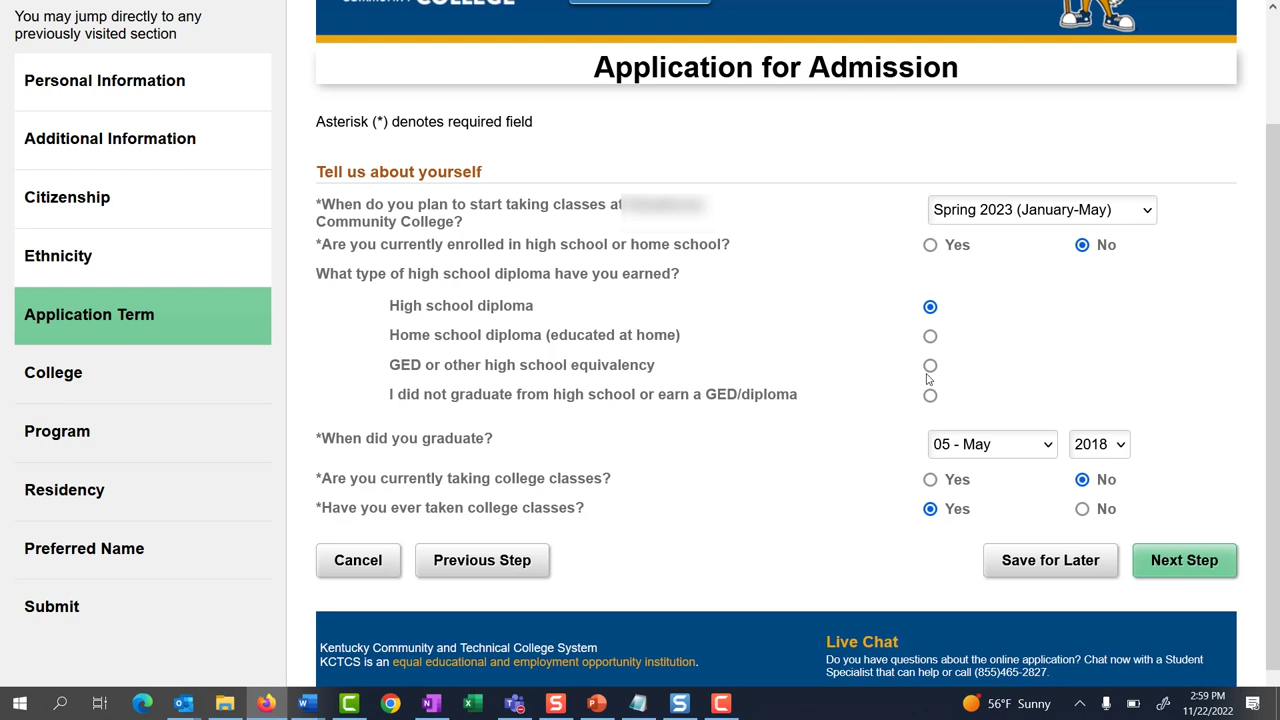 You may jump directly to any
previously visited section
Personal Information
Additional Information
Citizenship
Ethnicity
Application Term
College
Program
Residency
Preferred Name
Submit
COLLEGE
Application for Admission
Asterisk (*) denotes required field
Tell us about yourself
*When do you plan to start taking classes at
Community College?
Spring 2023 (January-May)
*Are you currently enrolled in high school or home school? Yes No
What type of high school diploma have you earned?
High school diploma
Home school diploma (educated at home)
GED or other high school equivalency
I did not graduate from high school or earn a GED/diploma
*When did you graduate? 05 - May 2018
*Are you currently taking college classes? Yes No
*Have you ever taken college classes? Yes No
Cancel Previous Step Save for Later Next Step
Kentucky Community and Technical College System
KCTCS is an equal educational and employment opportunity institution.
Live Chat
Do you have questions about the online application? Chat now with a Student
Specialist that can help or call (855)465-2827.
56°F Sunny
2:59 PM
11/22/2022